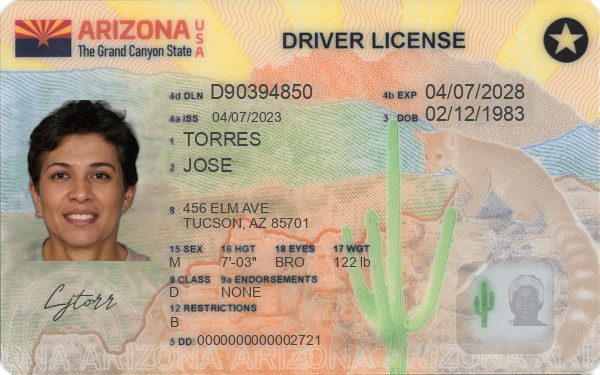 ARIZONA USA
The Grand Canyon State
DRIVER LICENSE
4d DLN D90394850
4b EXP 04/07/2028
4a ISS 04/07/2023
3 DOB 02/12/1983
1 TORRES
2 JOSE
8 456 ELM AVE
TUCSON, AZ 85701
15 SEX 16 HGT 18 EYES 17 WGT
M 7'-03" BRO 122 lb
9 CLASS 9a ENDORSEMENTS
D NONE
12 RESTRICTIONS
B
5 DD: 0000000000002721
Ljtorr
ARIZONA ARIZONA ARIZONA ARIZONA